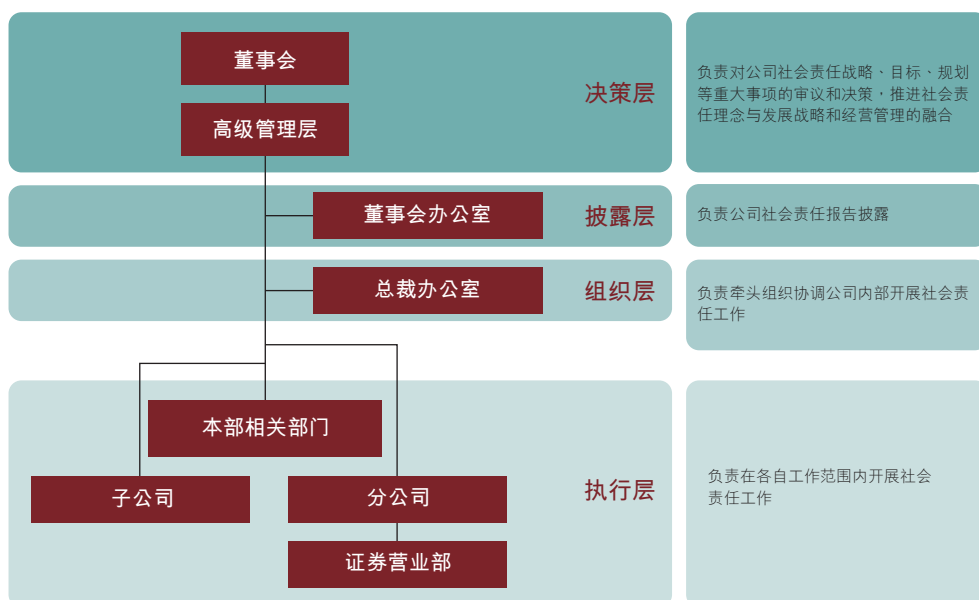 董事会
高级管理层
决策层
负责对公司社会责任战略、目标、规划
等重大事项的审议和决策，推进社会责
任理念与发展战略和经营管理的融合
董事会办公室
披露层
负责公司社会责任报告披露
总裁办公室
组织层
负责牵头组织协调公司内部开展社会责
任工作
本部相关部门
子公司
分公司
证券营业部
执行层
负责在各自工作范围内开展社会
责任工作